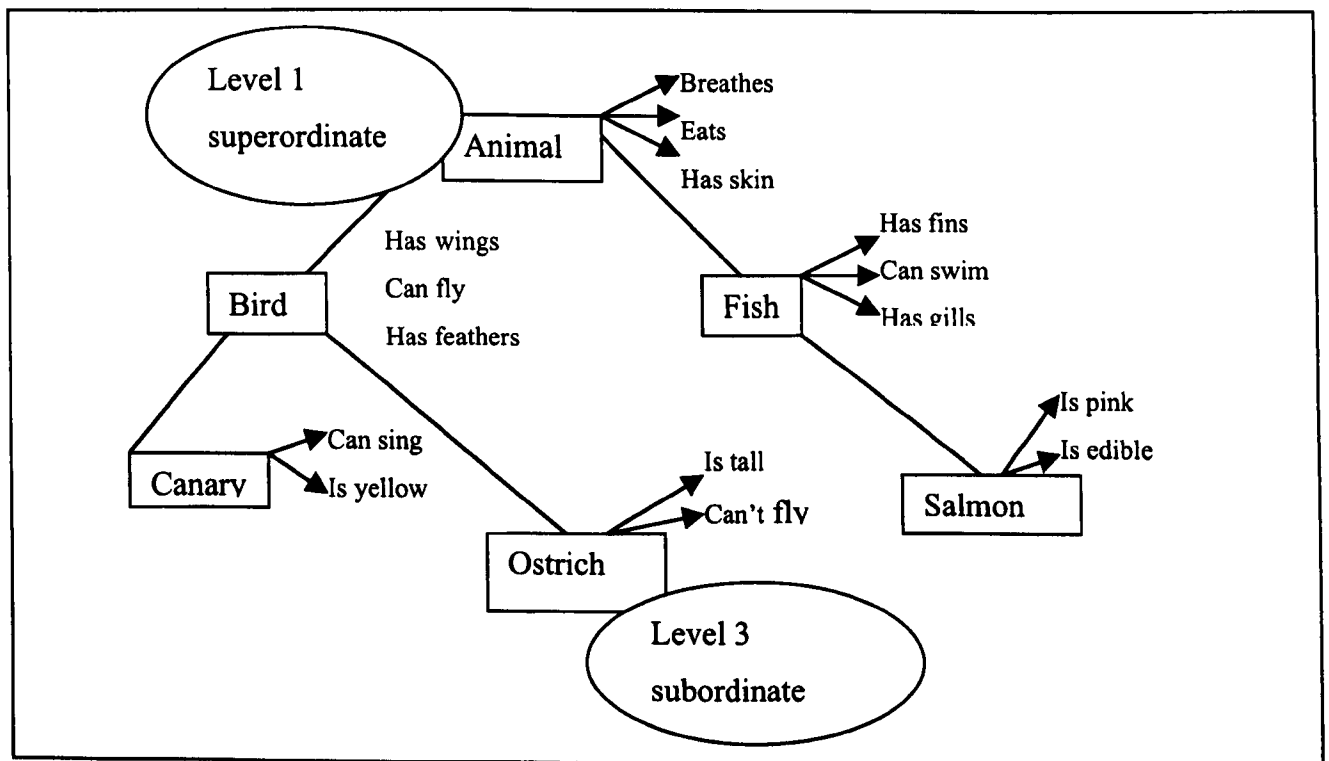 Level 1
superordinate
Animal
Breathes
Eats
Has skin
Has wings
Can fly
Has feathers
Bird
Fish
Has fins
Can swim
Has gills
Canary
Can sing
Is yellow
Ostrich
Is tall
Can't fly
Salmon
Is pink
Is edible
Level 3
subordinate